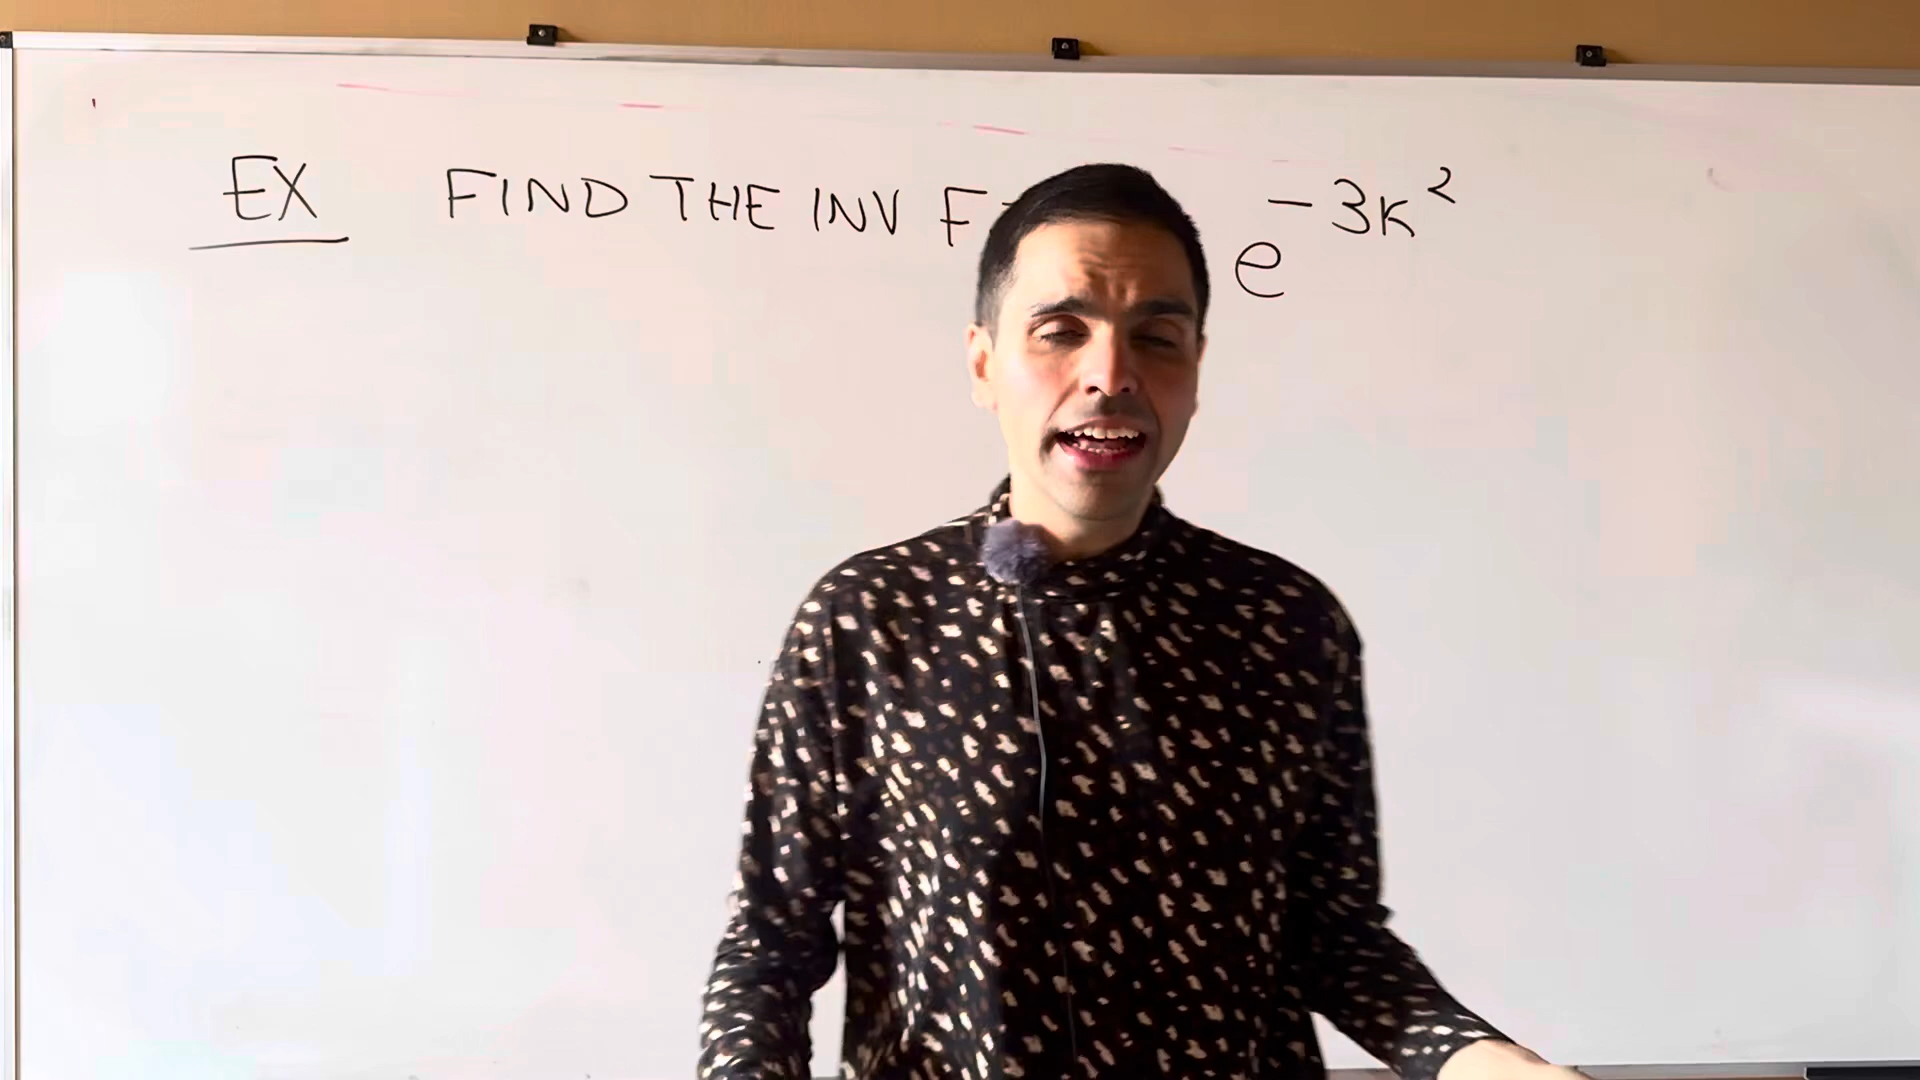 EX FIND THE INV F e^{-3k^2}